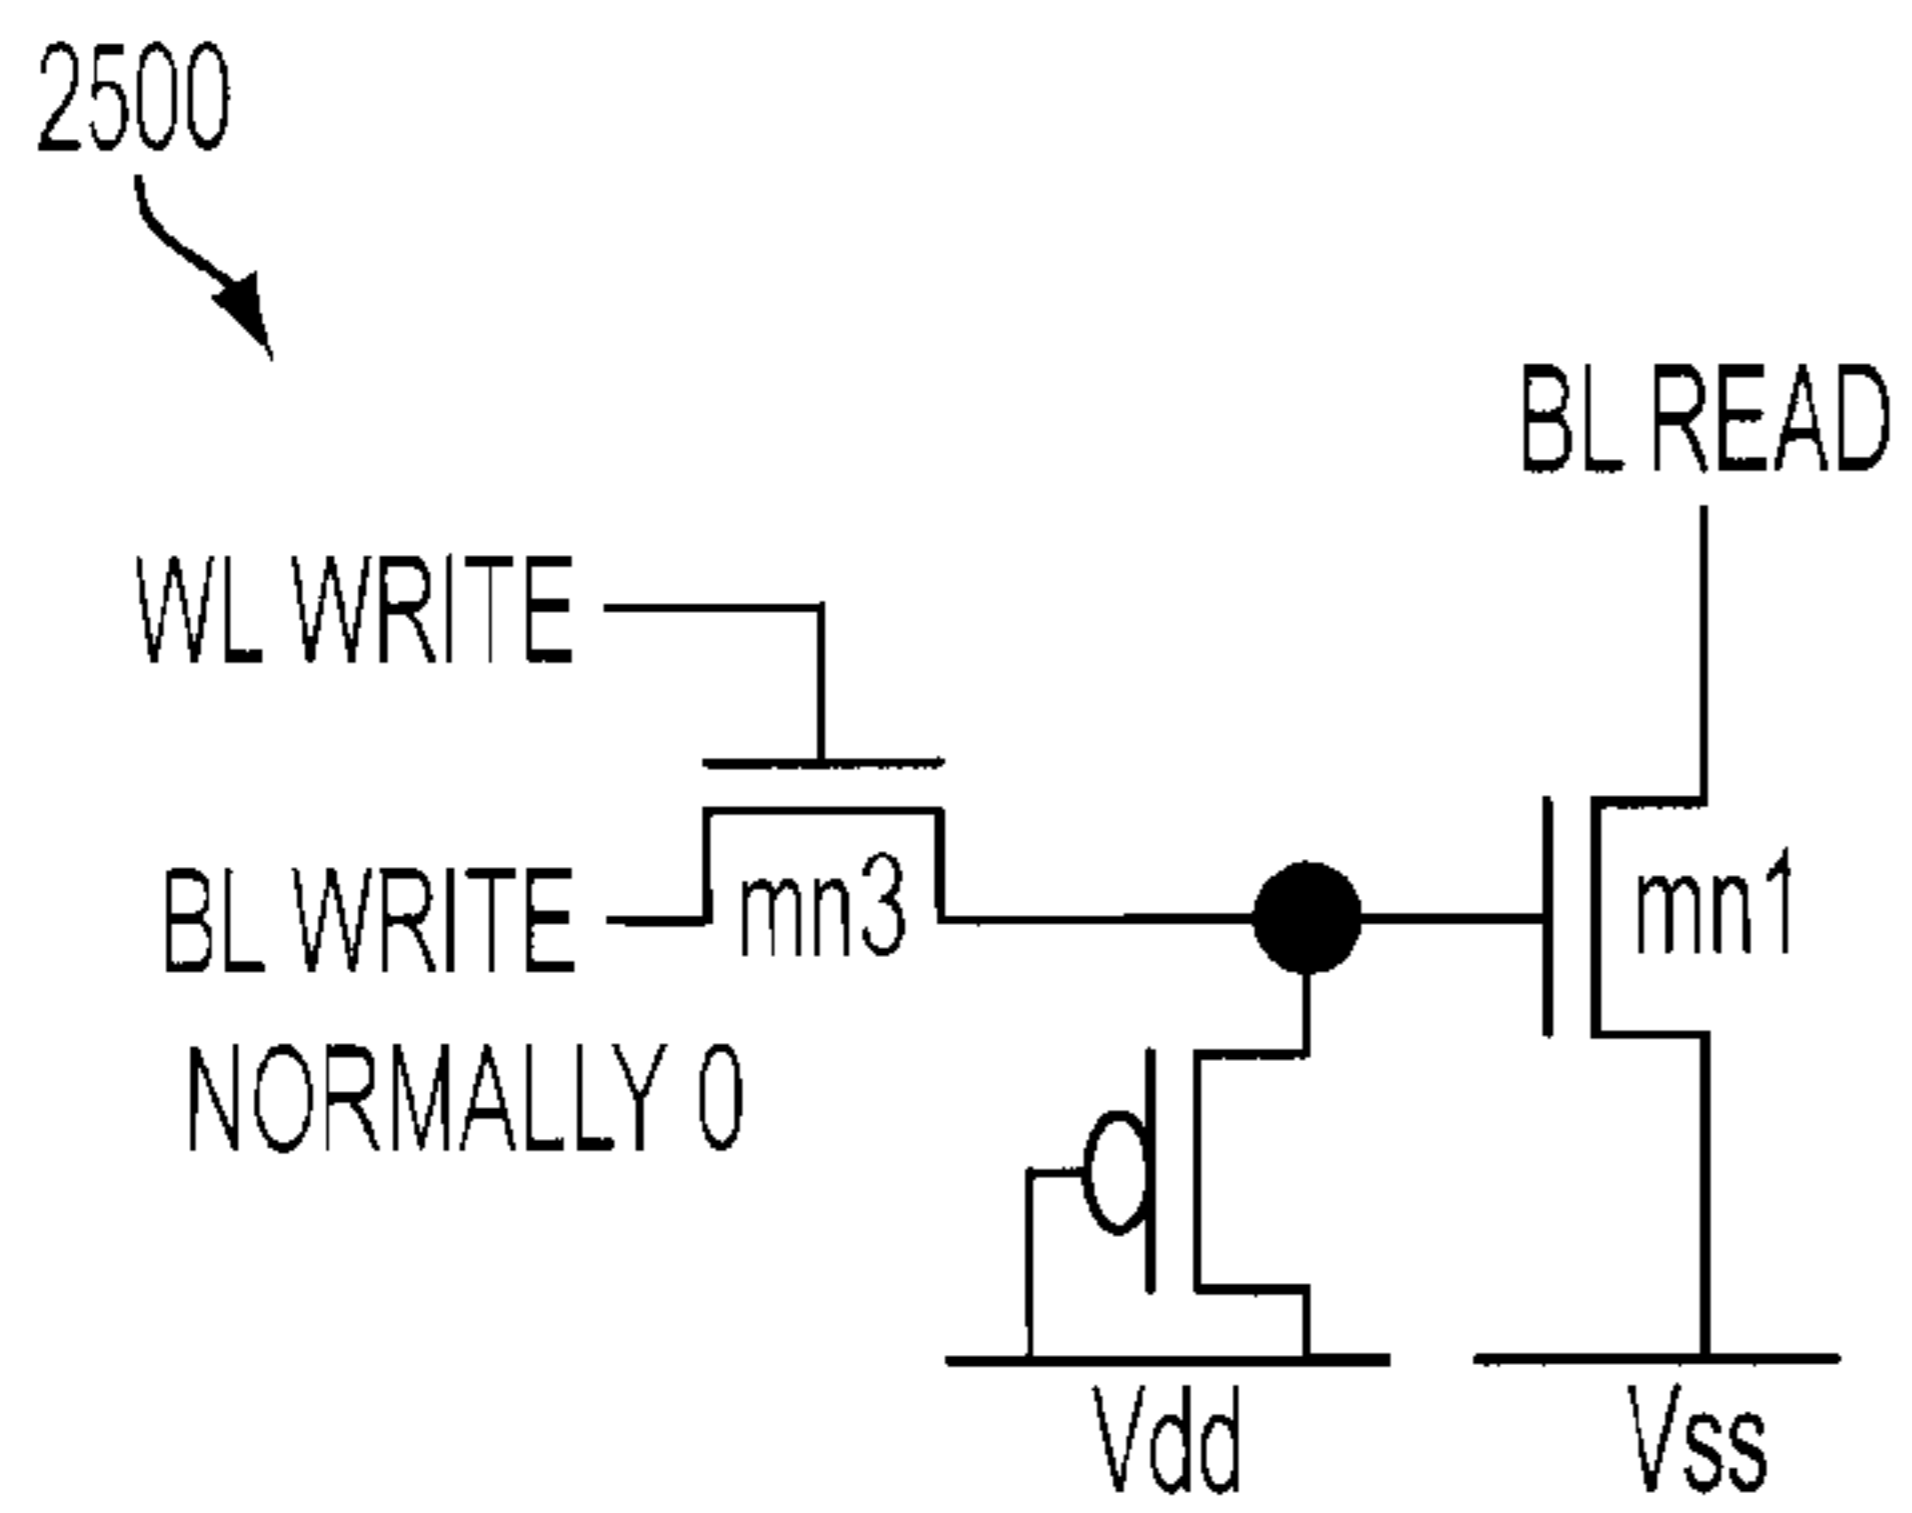 2500
BL READ
WL WRITE
BL WRITE
mn3
mn1
NORMALLY 0
Vdd
Vss